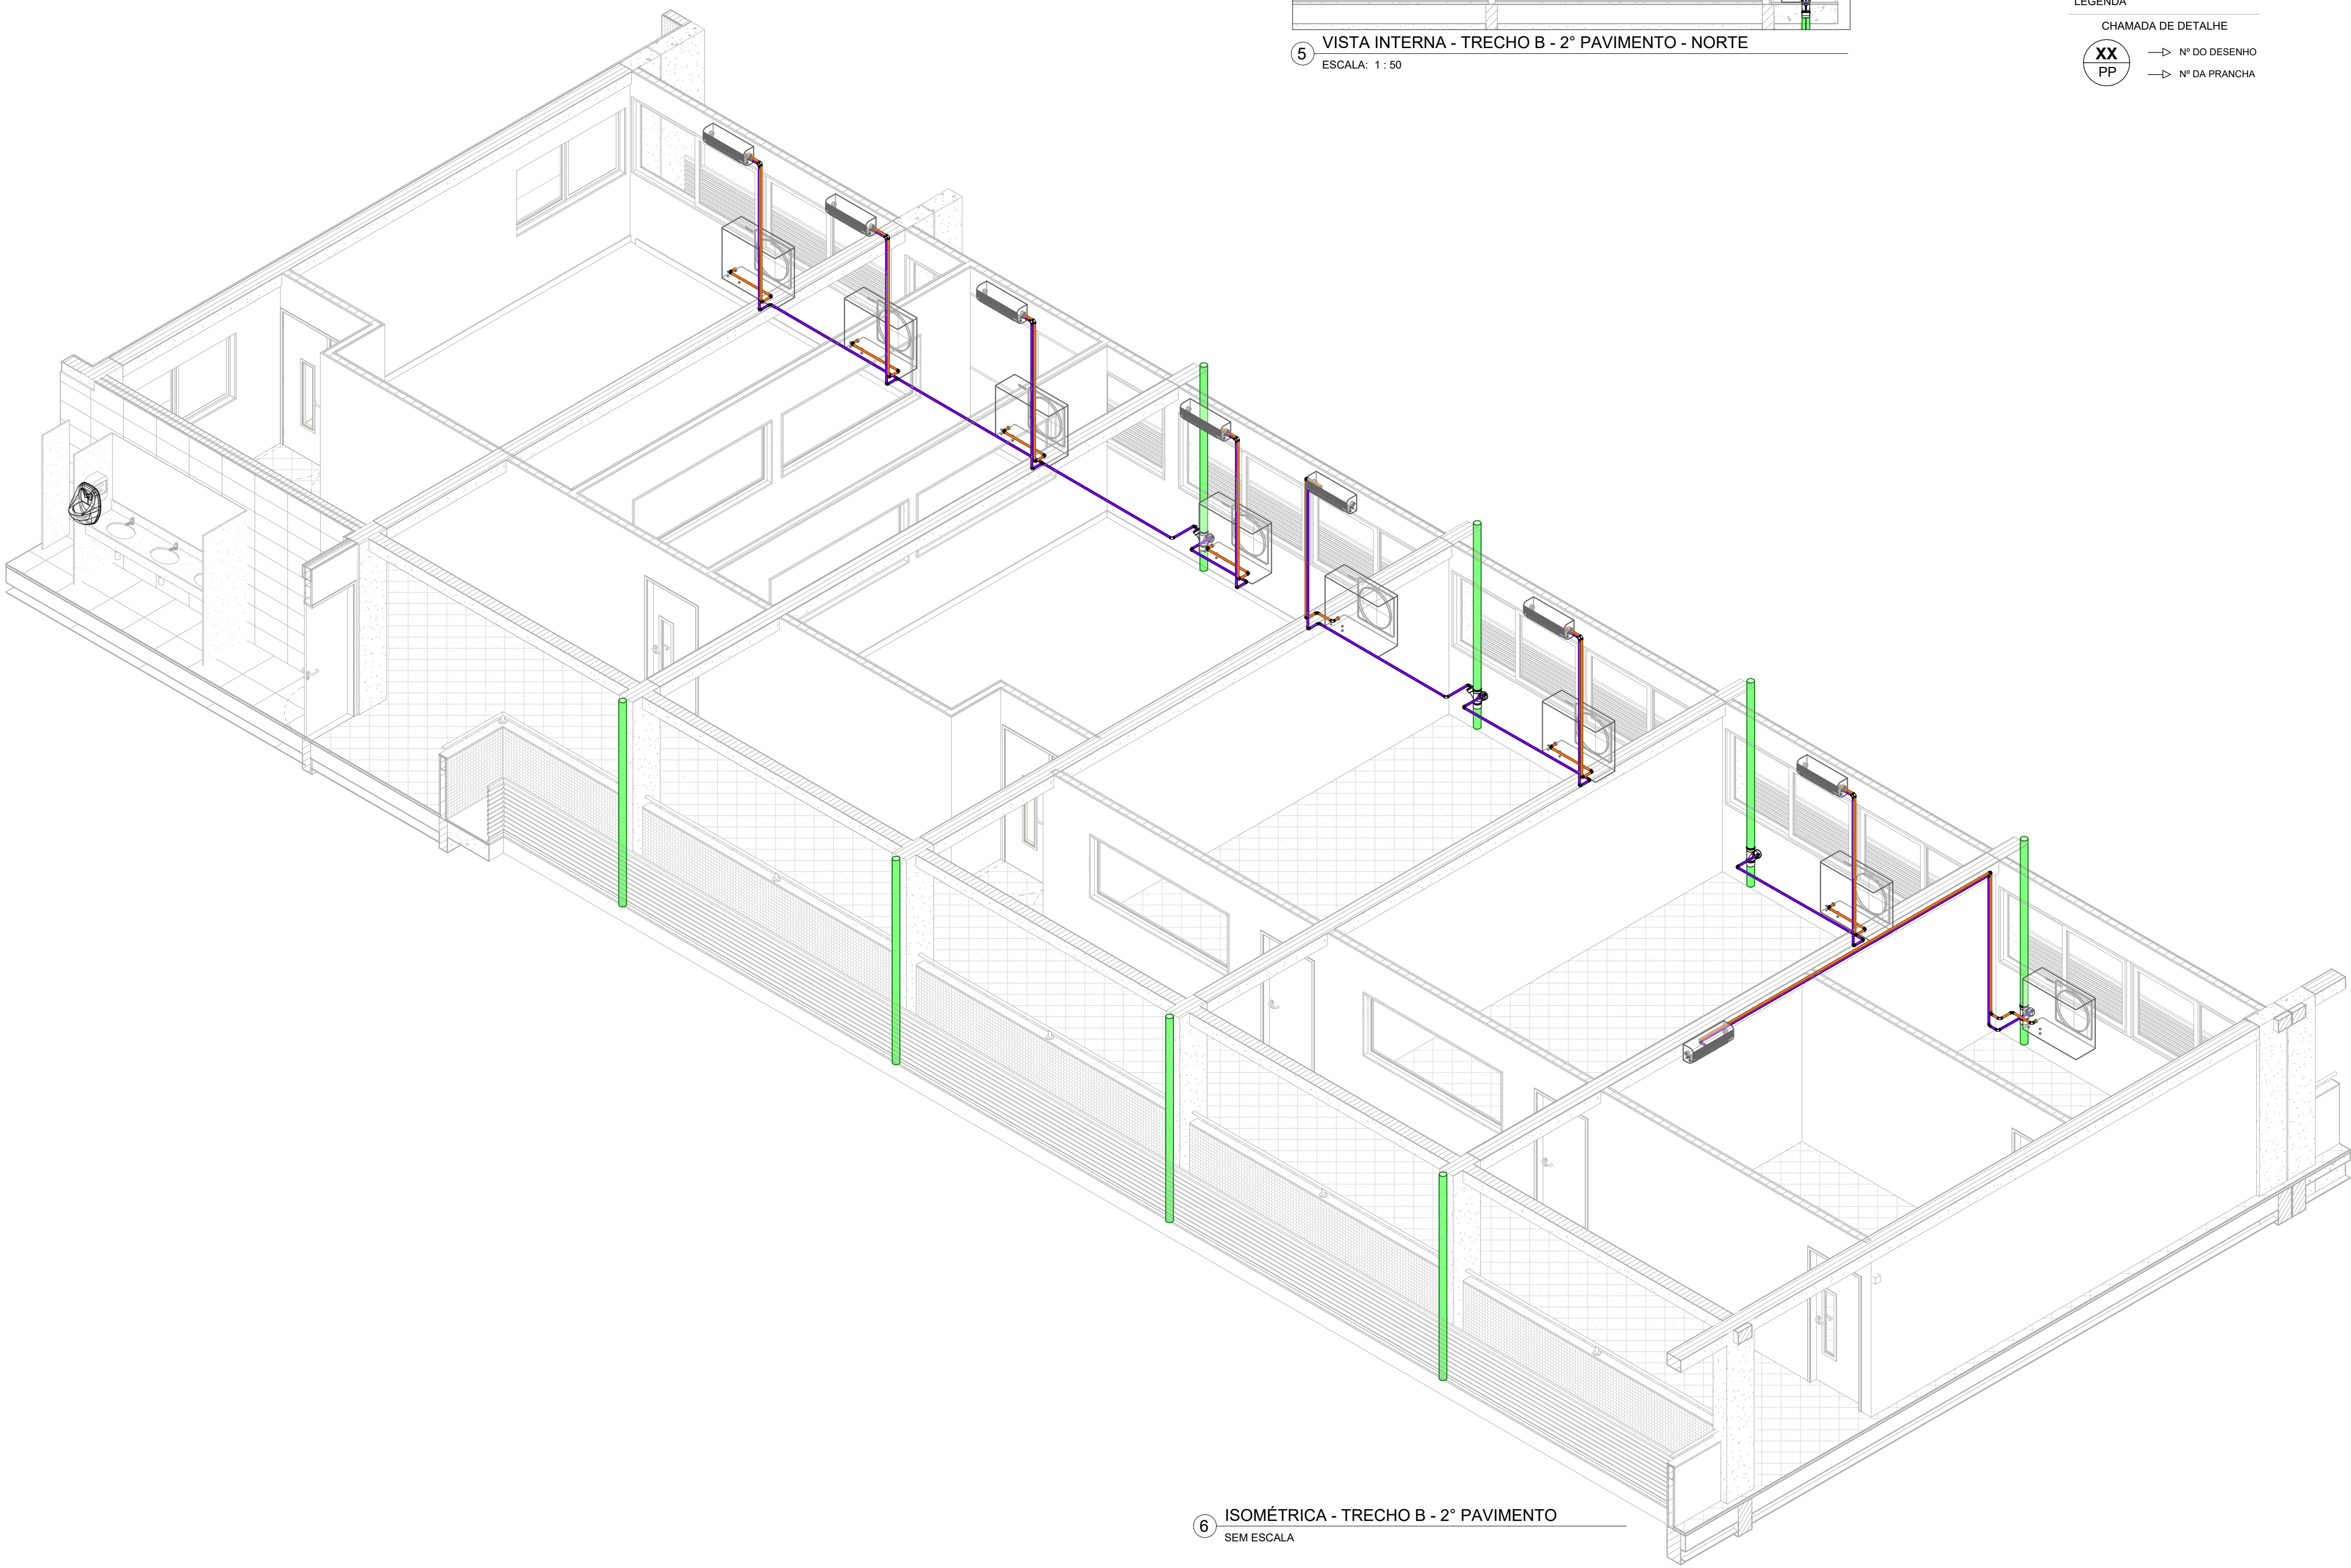 5
VISTA INTERNA - TRECHO B - 2° PAVIMENTO - NORTE
ESCALA: 1 : 50
LEGENDA
CHAMADA DE DETALHE
XX
PP
Nº DO DESENHO
Nº DA PRANCHA
6
ISOMÉTRICA - TRECHO B - 2° PAVIMENTO
SEM ESCALA